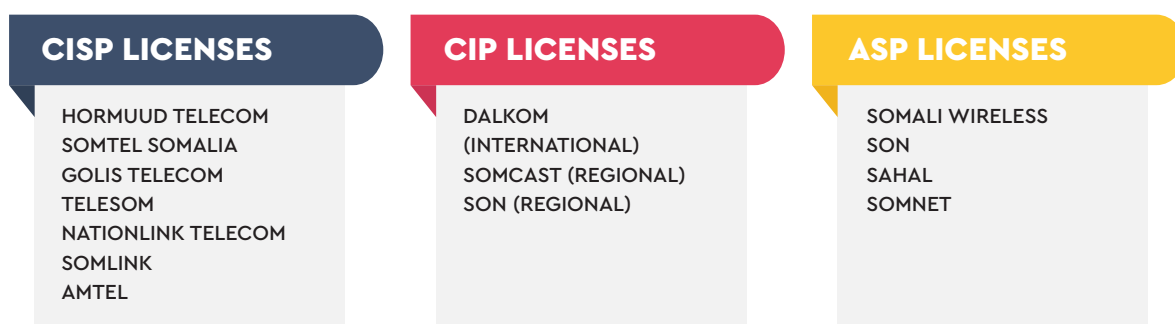 CISP LICENSES
HORMUUD TELECOM
SOMTEL SOMALIA
GOLIS TELECOM
TELESOM
NATIONLINK TELECOM
SOMLINK
AMTEL
CIP LICENSES
DALKOM
(INTERNATIONAL)
SOMCAST (REGIONAL)
SON (REGIONAL)
ASP LICENSES
SOMALI WIRELESS
SON
SAHAL
SOMNET